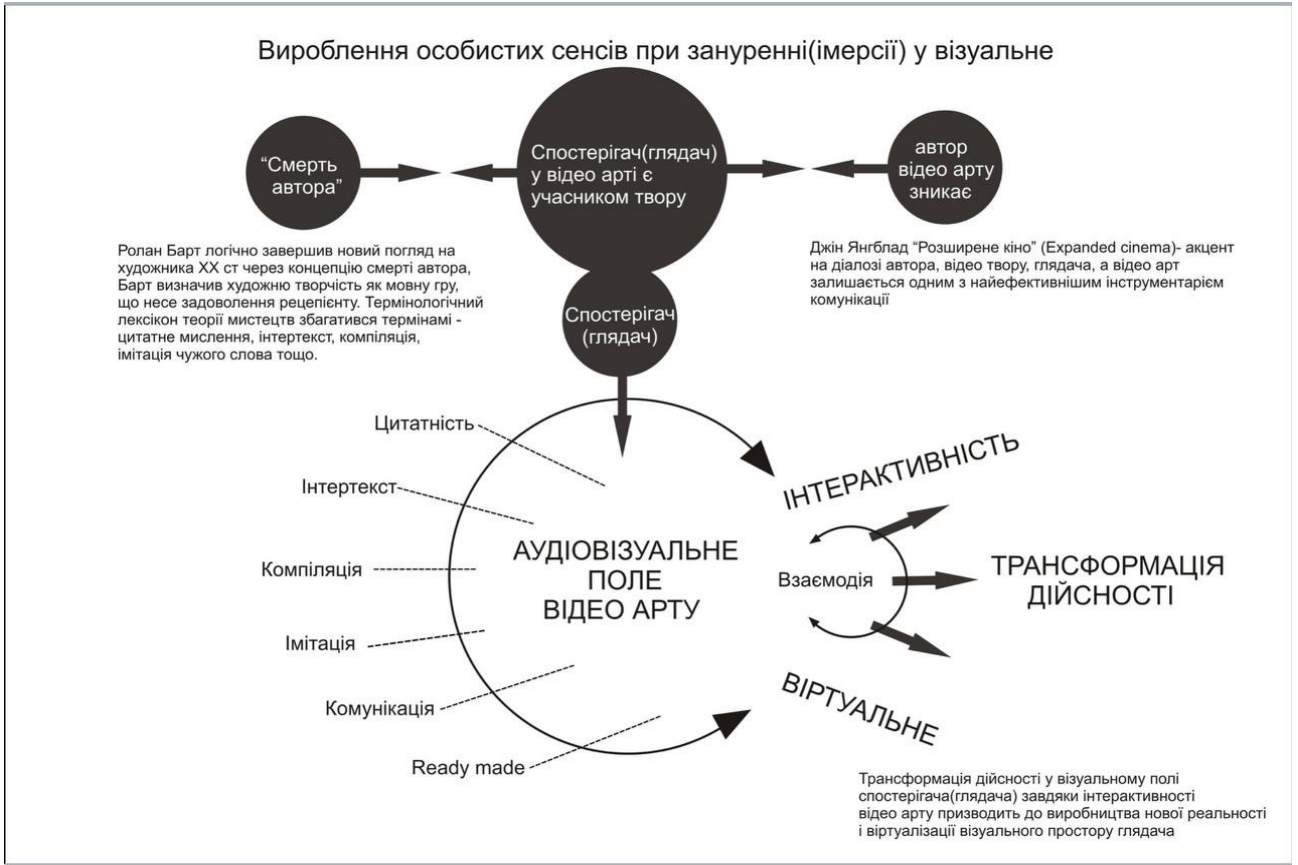 Вироблення особистих сенсів при зануренні(імерсії) у візуальне
“Смерть
автора”
Спостерігач(глядач)
у відео арті є
учасником твору
автор
відео арту
зникає
Ролан Барт логічно завершив новий погляд на
художника ХХ ст через концепцію смерті автора,
Барт визначив художню творчість як мовну гру,
що несе задоволення рецепієнту. Термінологічний
лексікон теорії мистецтв збагатився термінамі -
цитатне мислення, інтертекст, компіляція,
імітація чужого слова тощо.
Джін Янгблад “Розширене кіно” (Expanded cinema)- акцент
на діалозі автора, відео твору, глядача, а відео арт
залишається одним з найефективнішим інструментарієм
комунікації
Спостерігач
(глядач)
Цитатність
Інтертекст
Компіляція
Імітація
Комунікація
Ready made
АУДІОВІЗУАЛЬНЕ
ПОЛЕ
ВІДЕО АРТУ
ІНТЕРАКТИВНІСТЬ
Взаємодія
ВІРТУАЛЬНЕ
ТРАНСФОРМАЦІЯ
ДІЙСНОСТІ
Трансформація дійсності у візуальному полі
спостерігача(глядача) завдяки інтерактивності
відео арту призводить до виробництва нової реальності
і віртуалізації візуального простору глядача